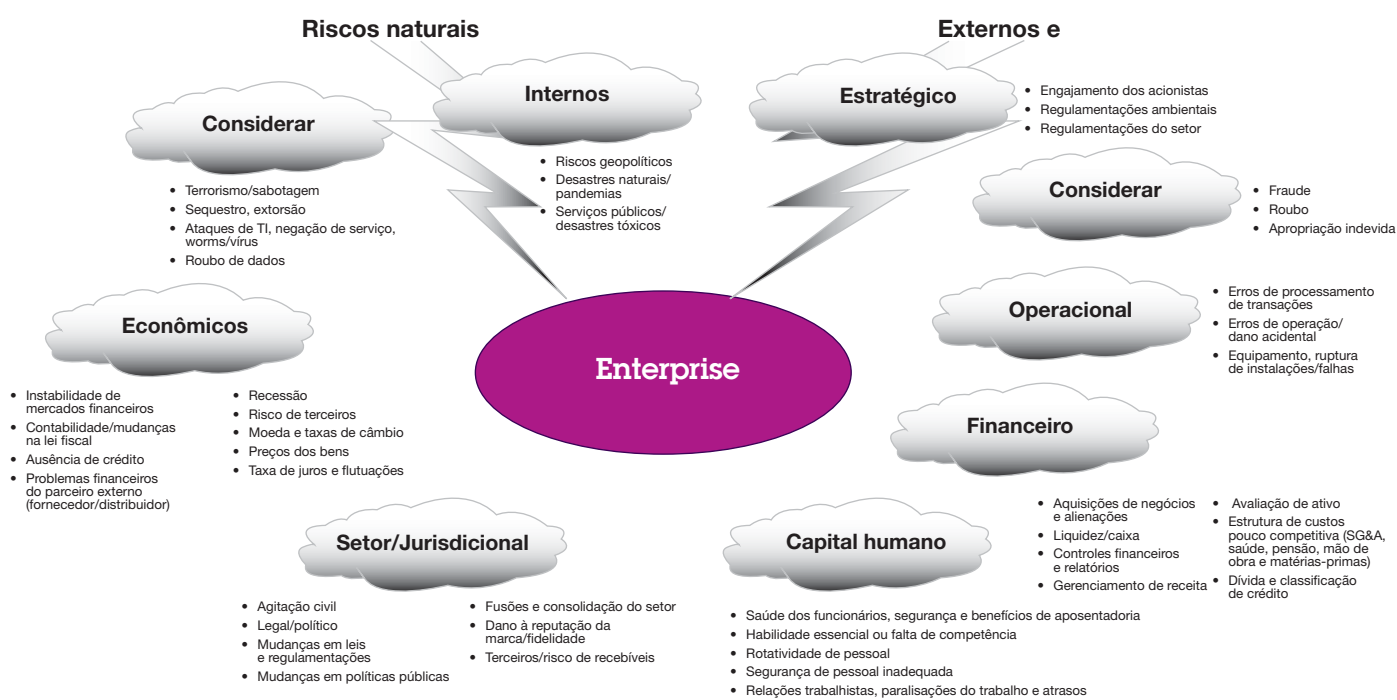 Riscos naturais
Externos e
Internos
Estratégico
• Engajamento dos acionistas
• Regulamentações ambientais
• Regulamentações do setor
Considerar
• Riscos geopolíticos
• Desastres naturais/
pandemias
• Serviços públicos/
desastres tóxicos
• Terrorismo/sabotagem
• Sequestro, extorsão
• Ataques de TI, negação de serviço,
worms/vírus
• Roubo de dados
Considerar
• Fraude
• Roubo
• Apropriação indevida
Econômicos
Operacional
• Erros de processamento
de transações
• Erros de operação/
dano acidental
• Equipamento, ruptura
de instalações/falhas
Enterprise
• Instabilidade de
mercados financeiros
• Contabilidade/mudanças
na lei fiscal
• Ausência de crédito
• Problemas financeiros
do parceiro externo
(fornecedor/distribuidor)
• Recessão
• Risco de terceiros
• Moeda e taxas de câmbio
• Preços dos bens
• Taxa de juros e flutuações
Financeiro
• Aquisições de negócios
e alienações
• Liquidez/caixa
• Controles financeiros
e relatórios
• Gerenciamento de receita
• Avaliação de ativo
• Estrutura de custos
pouco competitiva (SG&A,
saúde, pensão, mão de
obra e matérias-primas)
• Dívida e classificação
de crédito
Setor/Jurisdicional
• Agitação civil
• Legal/político
• Mudanças em leis
e regulamentações
• Mudanças em políticas públicas
• Fusões e consolidação do setor
• Dano à reputação da
marca/fidelidade
• Terceiros/risco de recebíveis
Capital humano
• Saúde dos funcionários, segurança e benefícios de aposentadoria
• Habilidade essencial ou falta de competência
• Rotatividade de pessoal
• Segurança de pessoal inadequada
• Relações trabalhistas, paralisações do trabalho e atrasos